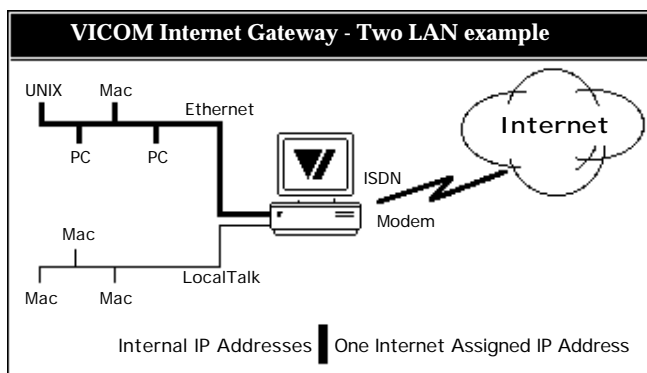 VICOM Internet Gateway - Two LAN example
UNIX Mac
Ethernet
PC PC
Internet
ISDN
Modem
Mac
LocalTalk
Mac Mac
Internal IP Addresses One Internet Assigned IP Address